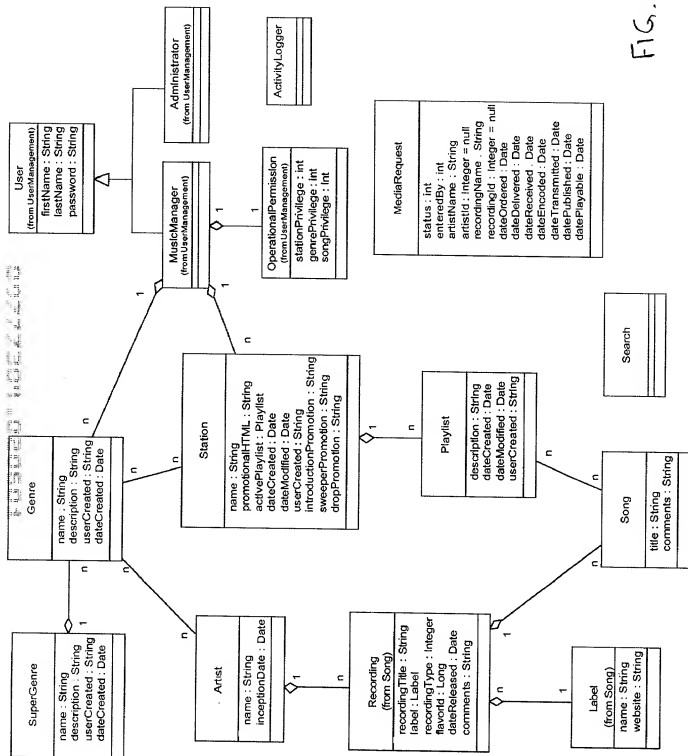 FIG.
User
(from UserManagement)
firstName : String
lastName : String
password : String
Administrator
(from UserManagement)
ActivityLogger
MusicManager
(from UserManagement)
1
1
1
1
OperationalPermission
(from UserManagement)
stationPrivilege : int
genrePrivilege : Int
songPrivilege : Int
MediaRequest
status : int
enteredBy : int
artistName : String
artistId : Integer = null
recordingName : String
recordingId : Integer = null
dateOrdered : Date
dateDelivered : Date
dateReceived : Date
dateEncoded : Date
dateTransmitted : Date
datePublished : Date
datePlayable : Date
Genre
name : String
description : String
userCreated : String
dateCreated : Date
n
n
n
n
n
n
Station
name : String
promotionalHTML : String
activePlaylist : Playlist
dateCreated : Date
dateModified : Date
userCreated : String
introductionPromotion : String
sweeperPromotion : String
dropPromotion : String
1
n
Playlist
description : String
dateCreated : Date
dateModified : Date
userCreated : String
n
n
Search
Song
title : String
comments : String
n
SuperGenre
name : String
description : String
userCreated : String
dateCreated : Date
1
n
Artist
name : String
inceptionDate : Date
1
n
Recording
(from Song)
recordingTitle : String
label : Label
recordingType : Integer
flavorId : Long
dateReleased : Date
comments : String
1
n
1
Label
(from Song)
name : String
website : String